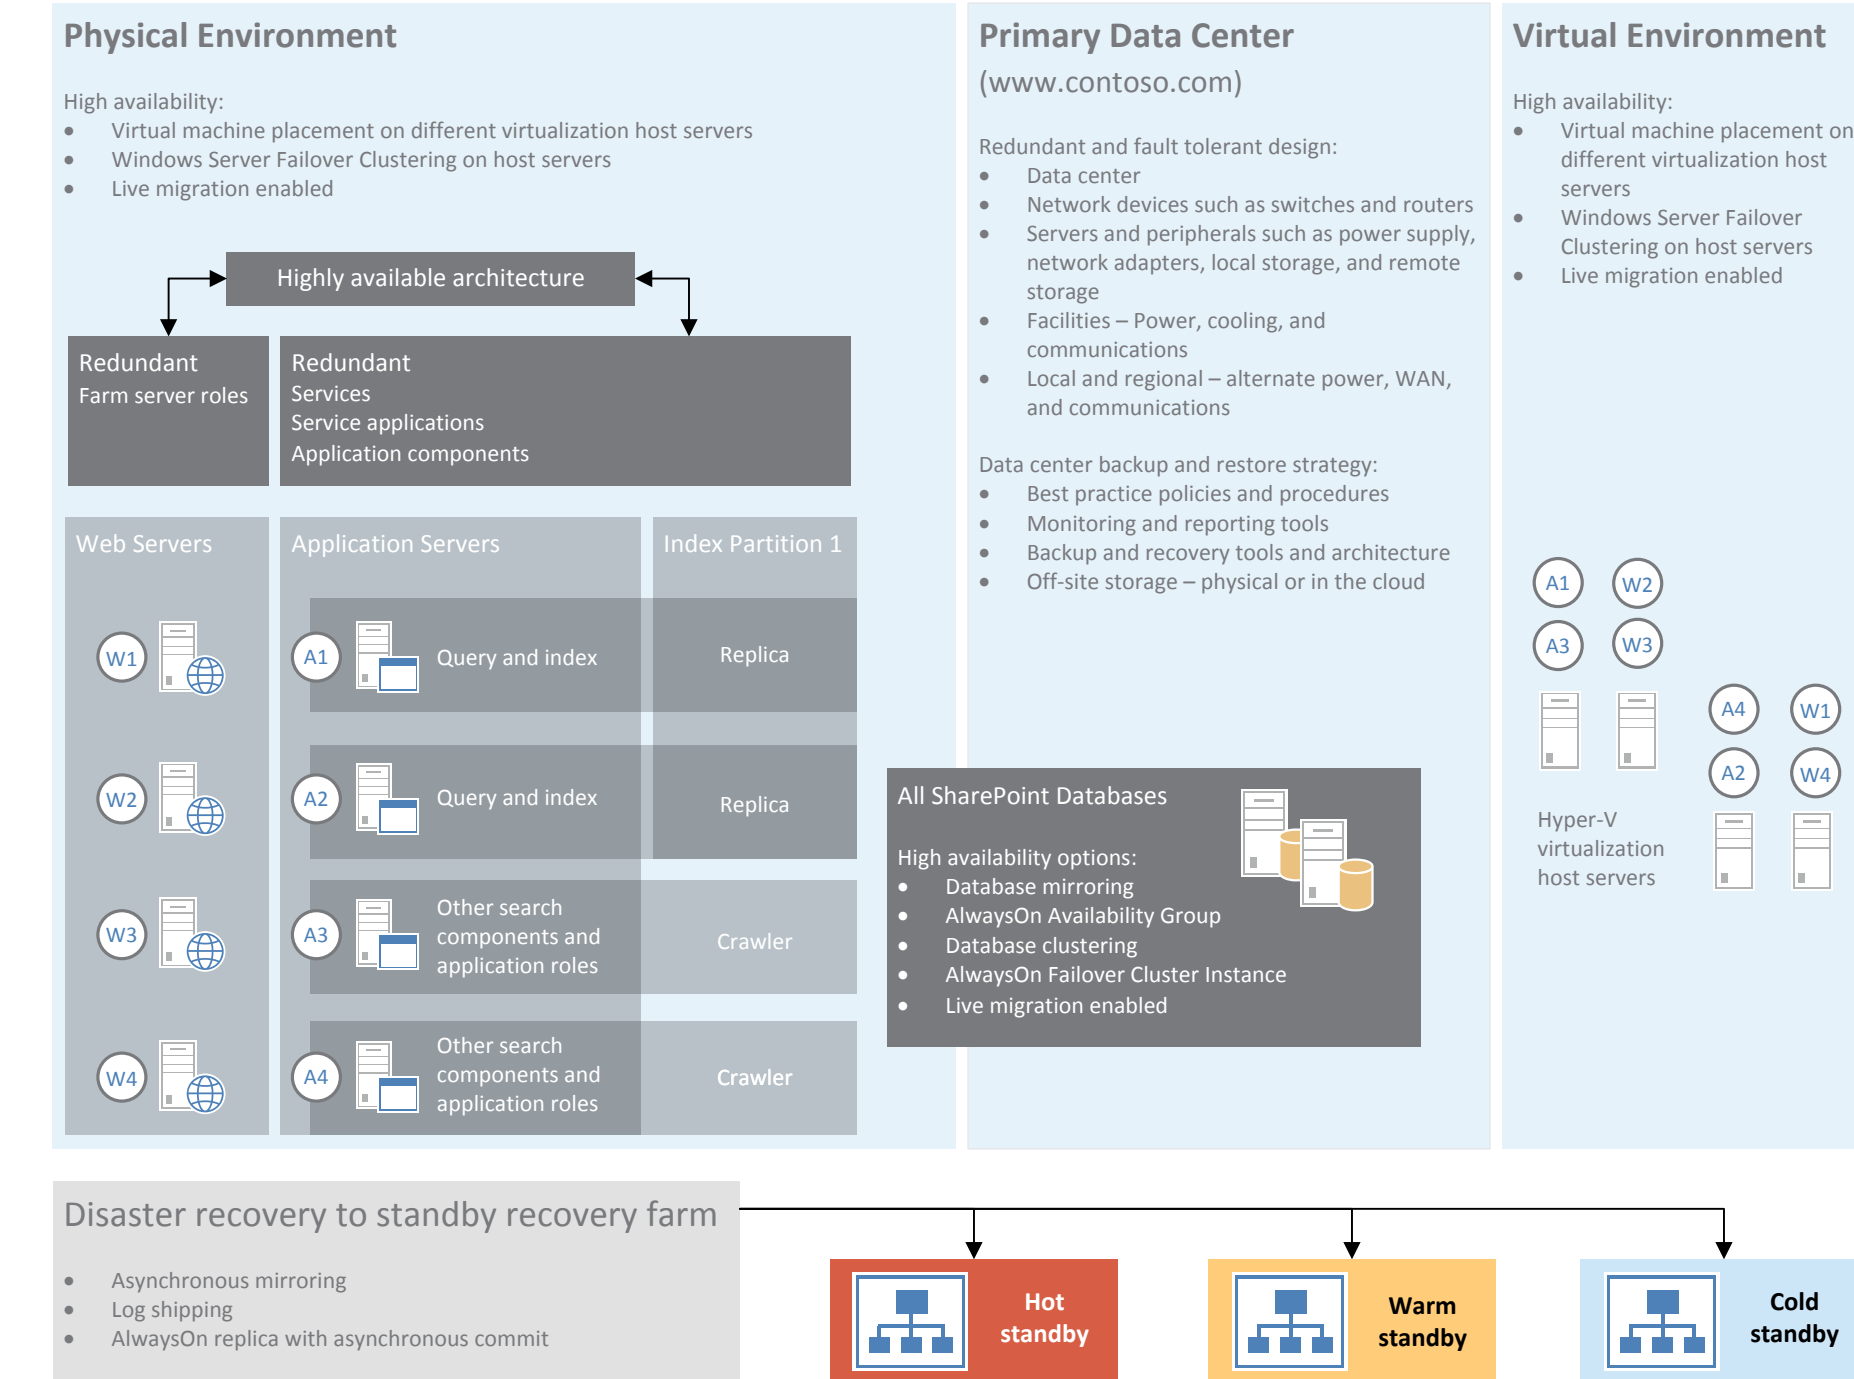 Physical Environment
High availability:
• Virtual machine placement on different virtualization host servers
• Windows Server Failover Clustering on host servers
• Live migration enabled
Highly available architecture
Redundant
Farm server roles
Redundant
Services
Service applications
Application components
Web Servers
Application Servers
Index Partition 1
W1
A1
Query and index
Replica
W2
A2
Query and index
Replica
W3
A3
Other search
components and
application roles
Crawler
W4
A4
Other search
components and
application roles
Crawler
Primary Data Center
(www.contoso.com)
Redundant and fault tolerant design:
• Data center
• Network devices such as switches and routers
• Servers and peripherals such as power supply,
network adapters, local storage, and remote
storage
• Facilities – Power, cooling, and
communications
• Local and regional – alternate power, WAN,
and communications
Data center backup and restore strategy:
• Best practice policies and procedures
• Monitoring and reporting tools
• Backup and recovery tools and architecture
• Off-site storage – physical or in the cloud
All SharePoint Databases
High availability options:
• Database mirroring
• AlwaysOn Availability Group
• Database clustering
• AlwaysOn Failover Cluster Instance
• Live migration enabled
Virtual Environment
High availability:
• Virtual machine placement on
different virtualization host
servers
• Windows Server Failover
Clustering on host servers
• Live migration enabled
A1
W2
A3
W3
A4
W1
A2
W4
Hyper-V
virtualization
host servers
Disaster recovery to standby recovery farm
• Asynchronous mirroring
• Log shipping
• AlwaysOn replica with asynchronous commit
Hot
standby
Warm
standby
Cold
standby